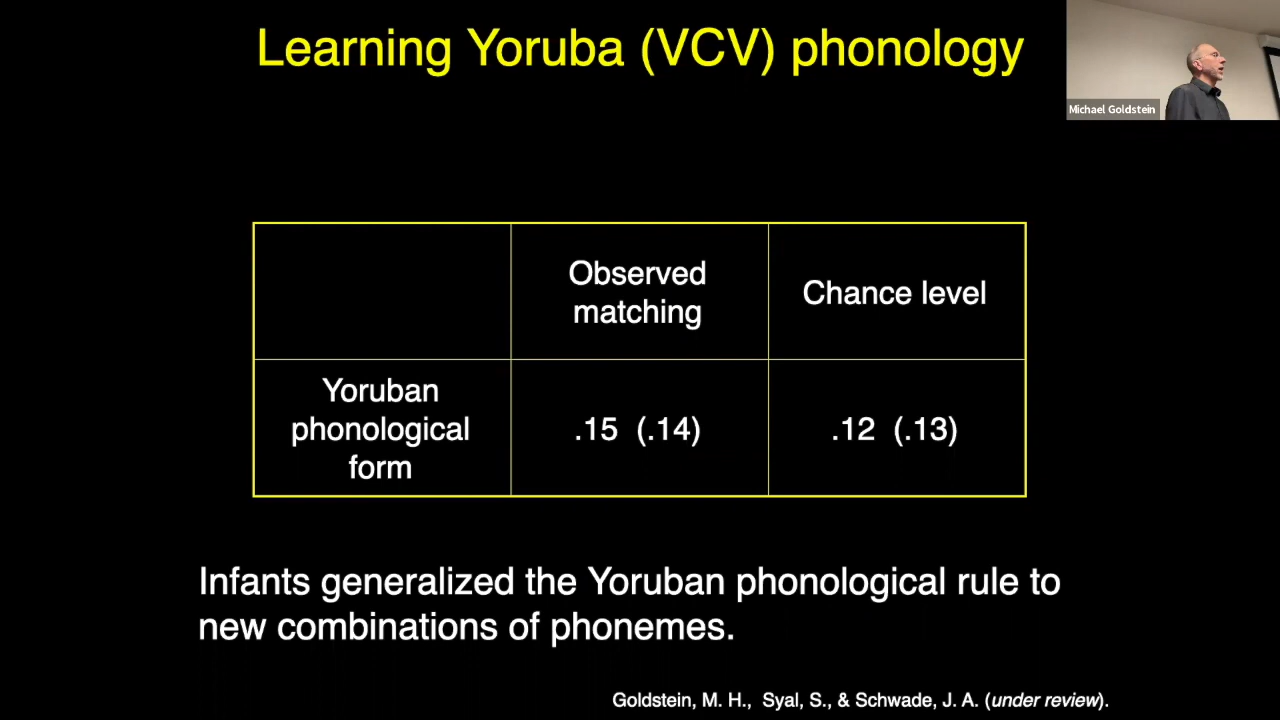 Learning Yoruba (VCV) phonology
Michael Goldstein
Observed
matching
Chance level
Yoruban
phonological
form
.15 (.14)
.12 (.13)
Infants generalized the Yoruban phonological rule to
new combinations of phonemes.
Goldstein, M. H., Syal, S., & Schwade, J. A. (under review).